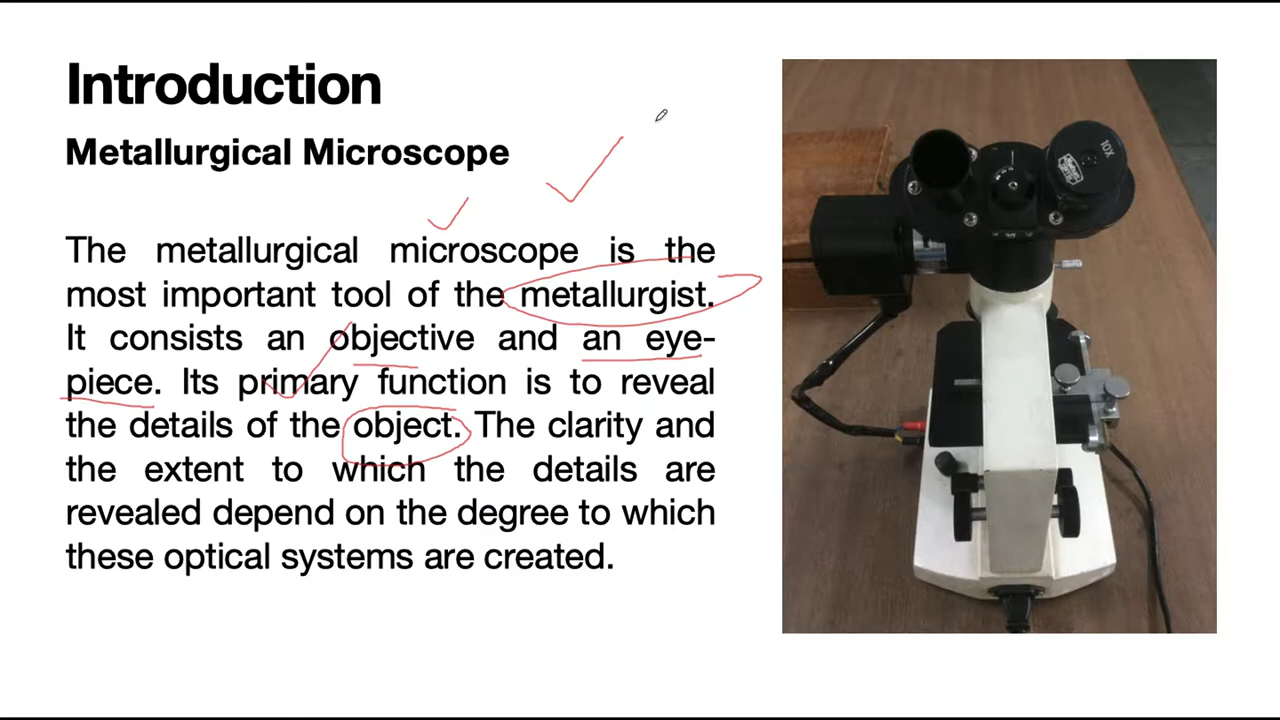 Introduction
Metallurgical Microscope
The metallurgical microscope is the
most important tool of the metallurgist.
It consists an objective and an eye-
piece. Its primary function is to reveal
the details of the object. The clarity and
the extent to which the details are
revealed depend on the degree to which
these optical systems are created.
10X